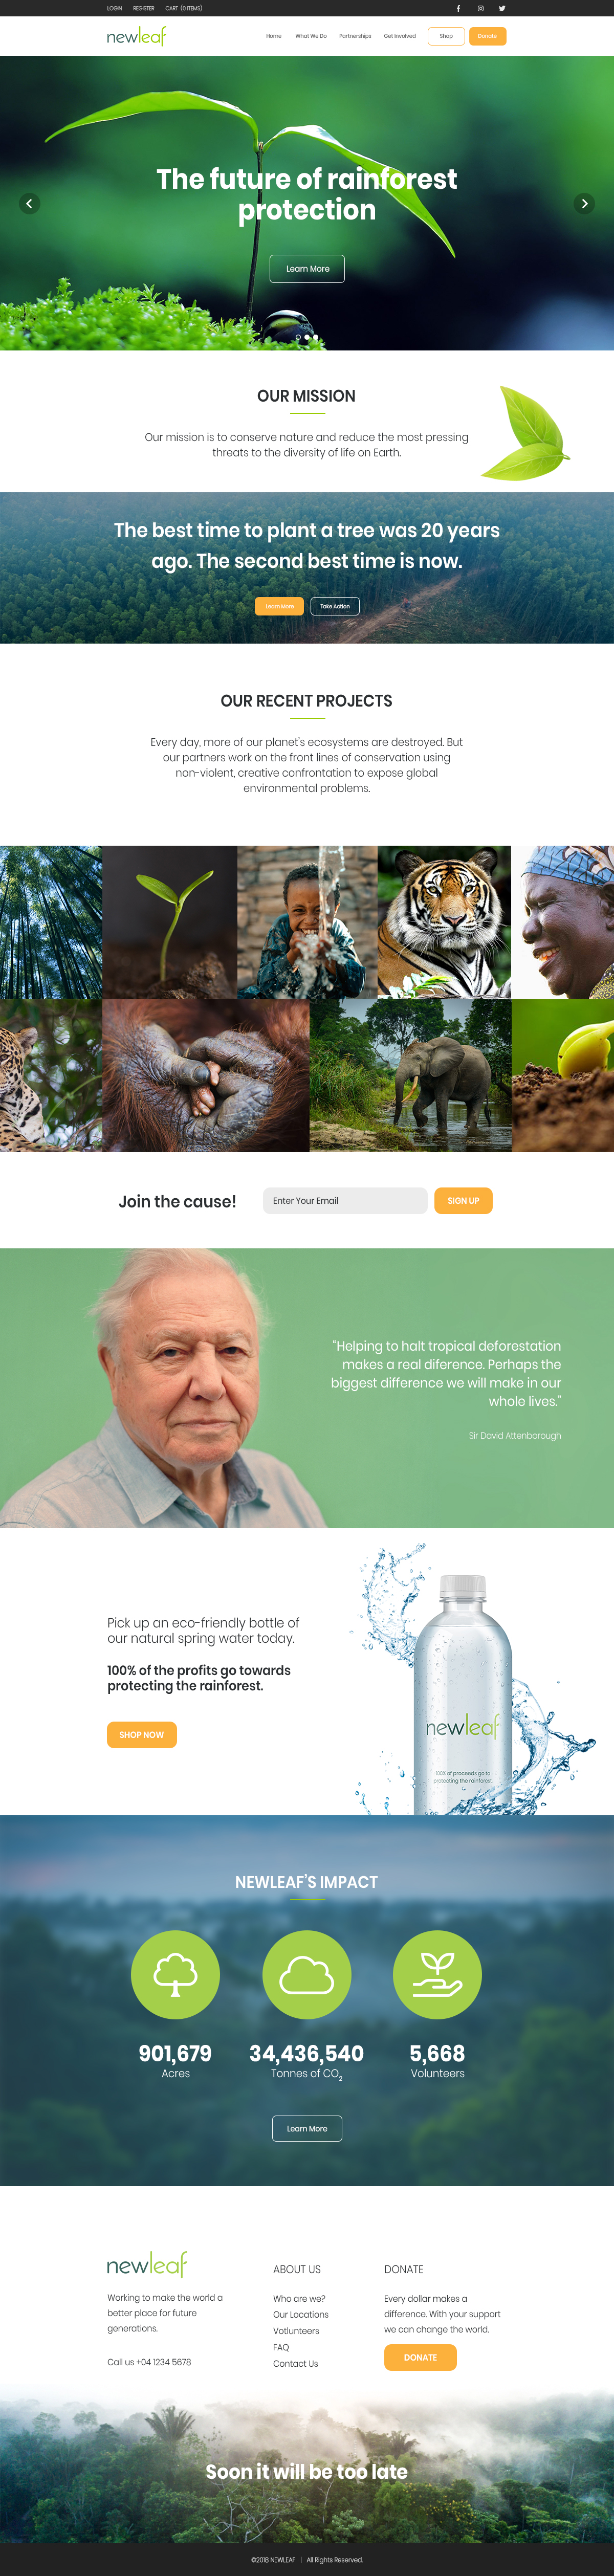 LOGIN REGISTER CART (0 ITEMS)
newleaf
Home What We Do Partnerships Get Involved Shop Donate
The future of rainforest
protection
Learn More
OUR MISSION
Our mission is to conserve nature and reduce the most pressing
threats to the diversity of life on Earth.
The best time to plant a tree was 20 years
ago. The second best time is now.
Learn More Take Action
OUR RECENT PROJECTS
Every day, more of our planet's ecosystems are destroyed. But
our partners work on the front lines of conservation using
non-violent, creative confrontation to expose global
environmental problems.
Join the cause!
Enter Your Email
SIGN UP
"Helping to halt tropical deforestation
makes a real diference. Perhaps the
biggest difference we will make in our
whole lives."
Sir David Attenborough
Pick up an eco-friendly bottle of
our natural spring water today.
100% of the profits go towards
protecting the rainforest.
SHOP NOW
newleaf
100% of proceeds go to
protecting the rainforest
NEWLEAF'S IMPACT
901,679
Acres
34,436,540
Tonnes of CO2
5,668
Volunteers
Learn More
newleaf
Working to make the world a
better place for future
generations.
Call us +04 1234 5678
ABOUT US
Who are we?
Our Locations
Votlunteers
FAQ
Contact Us
DONATE
Every dollar makes a
difference. With your support
we can change the world.
DONATE
Soon it will be too late
©2018 NEWLEAF | All Rights Reserved.